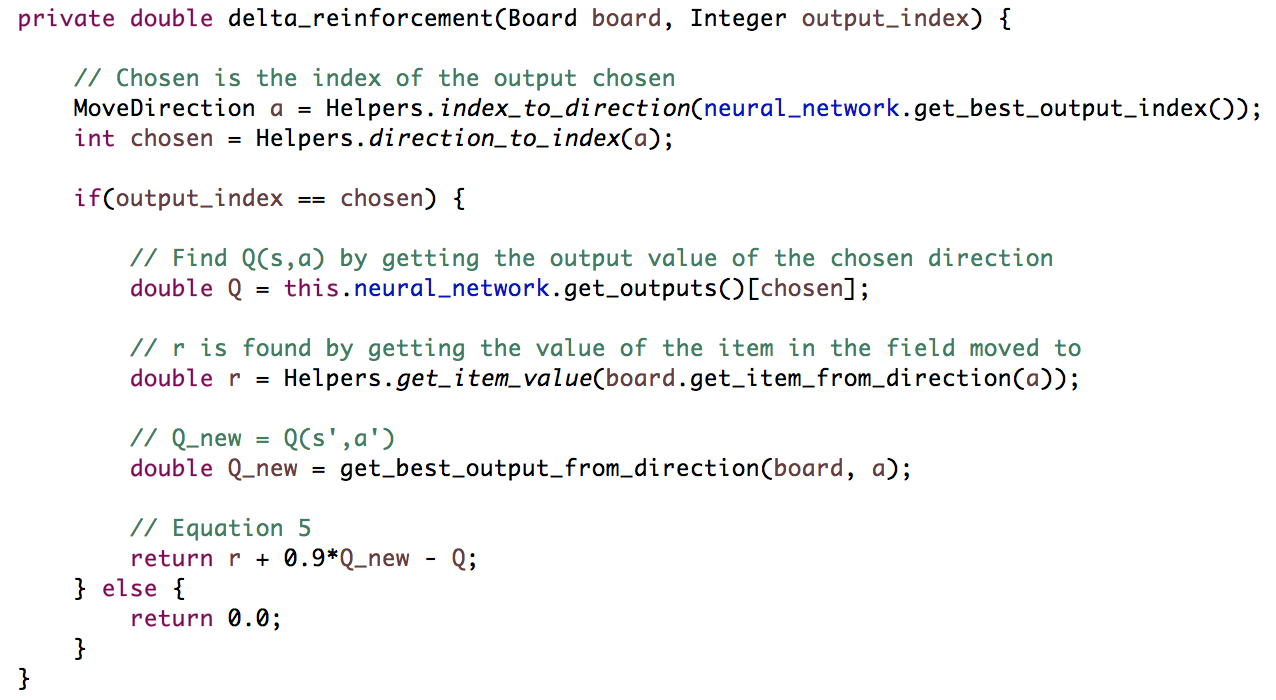 private double delta_reinforcement(Board board, Integer output_index) {
// Chosen is the index of the output chosen
MoveDirection a = Helpers.index_to_direction(neural_network.get_best_output_index());
int chosen = Helpers.direction_to_index(a);
if(output_index == chosen) {
// Find Q(s,a) by getting the output value of the chosen direction
double Q = this.neural_network.get_outputs()[chosen];
// r is found by getting the value of the item in the field moved to
double r = Helpers.get_item_value(board.get_item_from_direction(a));
// Q_new = Q(s',a')
double Q_new = get_best_output_from_direction(board, a);
// Equation 5
return r + 0.9*Q_new - Q;
} else {
return 0.0;
}
}